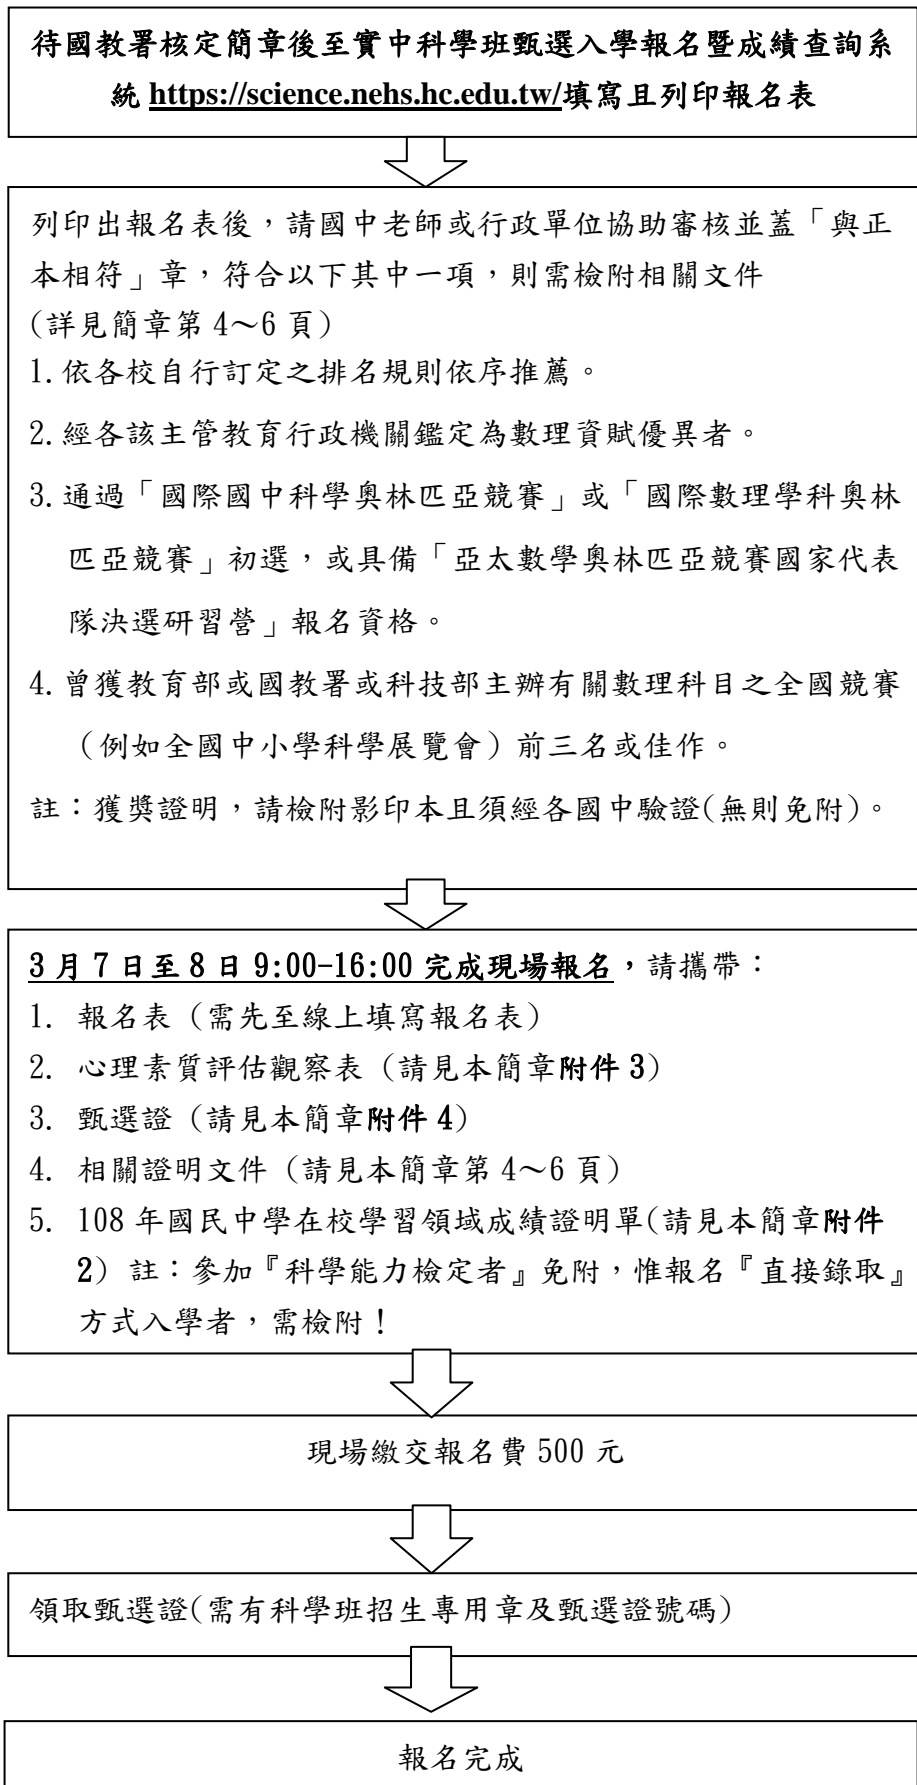 待國教署核定簡章後至實中科學班甄選入學報名暨成績查詢系
統 https://science.nehs.hc.edu.tw/填寫且列印報名表
列印出報名表後，請國中老師或行政單位協助審核並蓋「與正
本相符」章，符合以下其中一項，則需檢附相關文件
(詳見簡章第 4～6 頁)
1.依各校自行訂定之排名規則依序推薦。
2.經各該主管教育行政機關鑑定為數理資賦優異者。
3.通過「國際國中科學奧林匹亞競賽」或「國際數理學科奧林
匹亞競賽」初選，或具備「亞太數學奧林匹亞競賽國家代表
隊決選研習營」報名資格。
4.曾獲教育部或國教署或科技部主辦有關數理科目之全國競賽
（例如全國中小學科學展覽會）前三名或佳作。
註：獲獎證明，請檢附影印本且須經各國中驗證(無則免附)。
3 月 7 日至 8 日 9:00-16:00 完成現場報名，請攜帶：
1. 報名表 (需先至線上填寫報名表)
2. 心理素質評估觀察表 (請見本簡章附件 3)
3. 甄選證 (請見本簡章附件 4)
4. 相關證明文件 (請見本簡章第 4～6 頁)
5. 108 年國民中學在校學習領域成績證明單(請見本簡章附件
2) 註：參加『科學能力檢定者』免附，惟報名『直接錄取』
方式入學者，需檢附！
現場繳交報名費 500 元
領取甄選證(需有科學班招生專用章及甄選證號碼)
報名完成